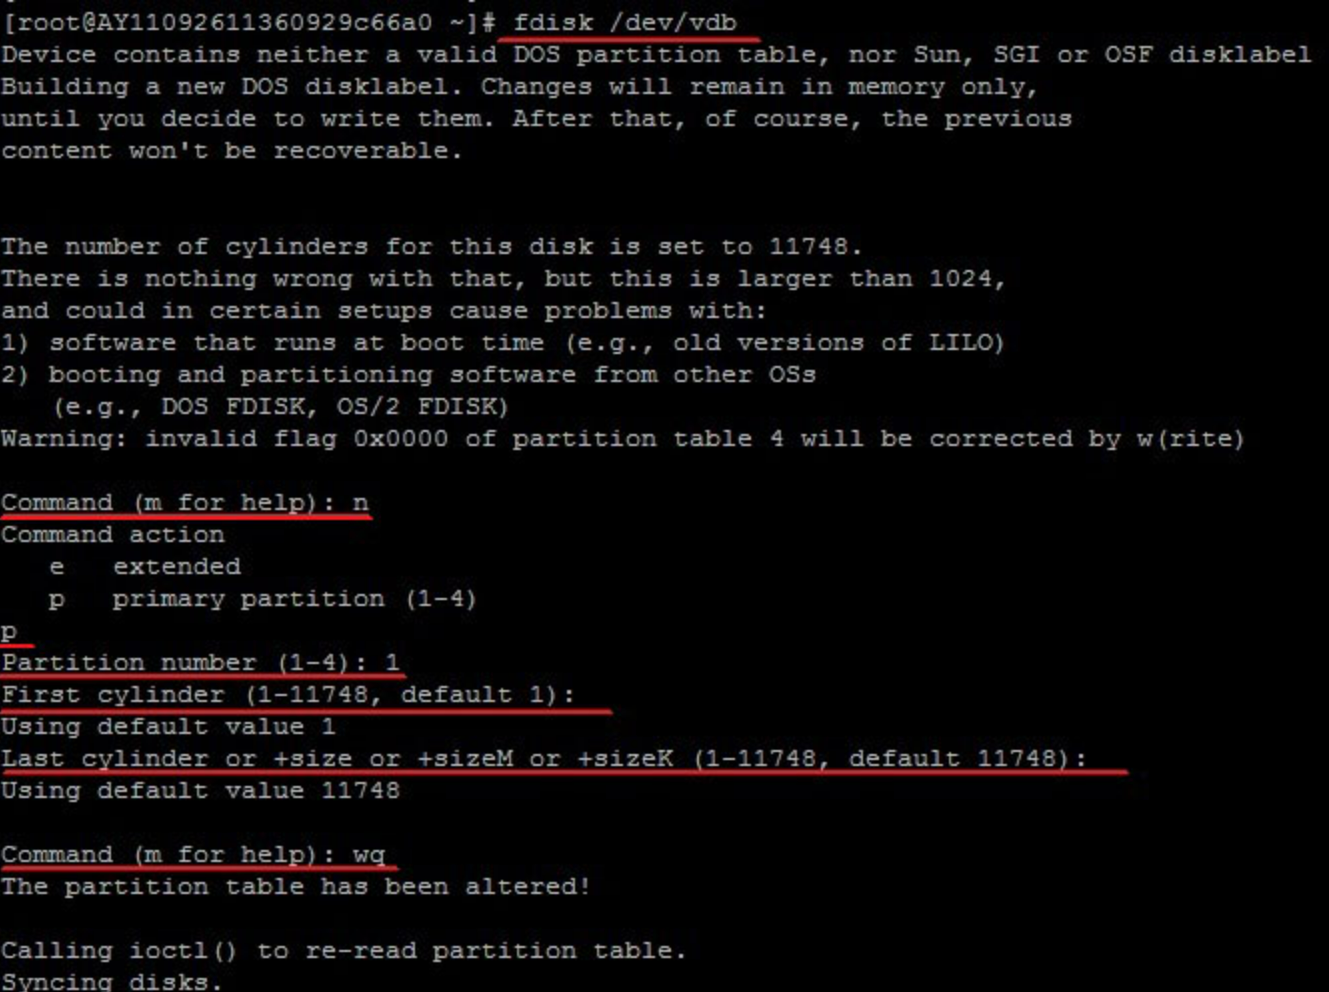 [root@AY11092611360929c66a0 ~]# fdisk /dev/vdb
Device contains neither a valid DOS partition table, nor Sun, SGI or OSF disklabel
Building a new DOS disklabel. Changes will remain in memory only,
until you decide to write them. After that, of course, the previous
content won't be recoverable.
The number of cylinders for this disk is set to 11748.
There is nothing wrong with that, but this is larger than 1024,
and could in certain setups cause problems with:
1) software that runs at boot time (e.g., old versions of LILO)
2) booting and partitioning software from other OSs
   (e.g., DOS FDISK, OS/2 FDISK)
Warning: invalid flag 0x0000 of partition table 4 will be corrected by w(rite)
Command (m for help): n
Command action
   e   extended
   p   primary partition (1-4)
p
Partition number (1-4): 1
First cylinder (1-11748, default 1):
Using default value 1
Last cylinder or +size or +sizeM or +sizeK (1-11748, default 11748):
Using default value 11748
Command (m for help): wq
The partition table has been altered!
Calling ioctl() to re-read partition table.
Syncing disks.